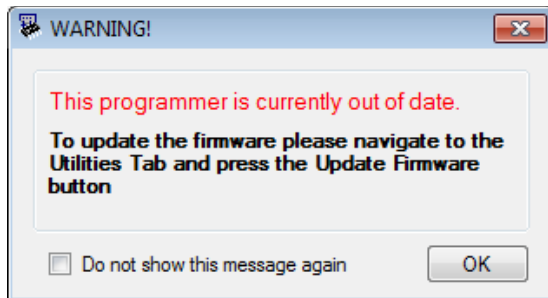 WARNING!
This programmer is currently out of date.
To update the firmware please navigate to the
Utilities Tab and press the Update Firmware
button
Do not show this message again
OK